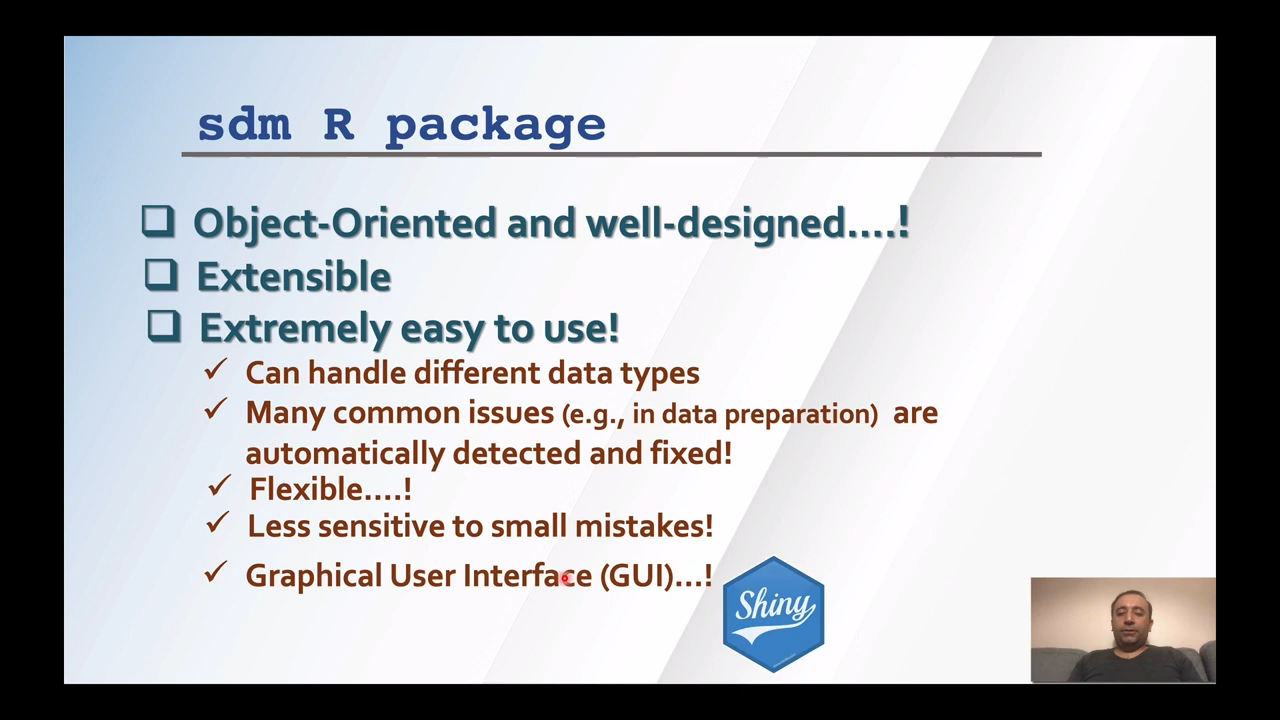 sdm R package
Object-Oriented and well-designed....!
Extensible
Extremely easy to use!
Can handle different data types
Many common issues (e.g., in data preparation) are
automatically detected and fixed!
Flexible....!
Less sensitive to small mistakes!
Graphical User Interface (GUI)...!
Shiny